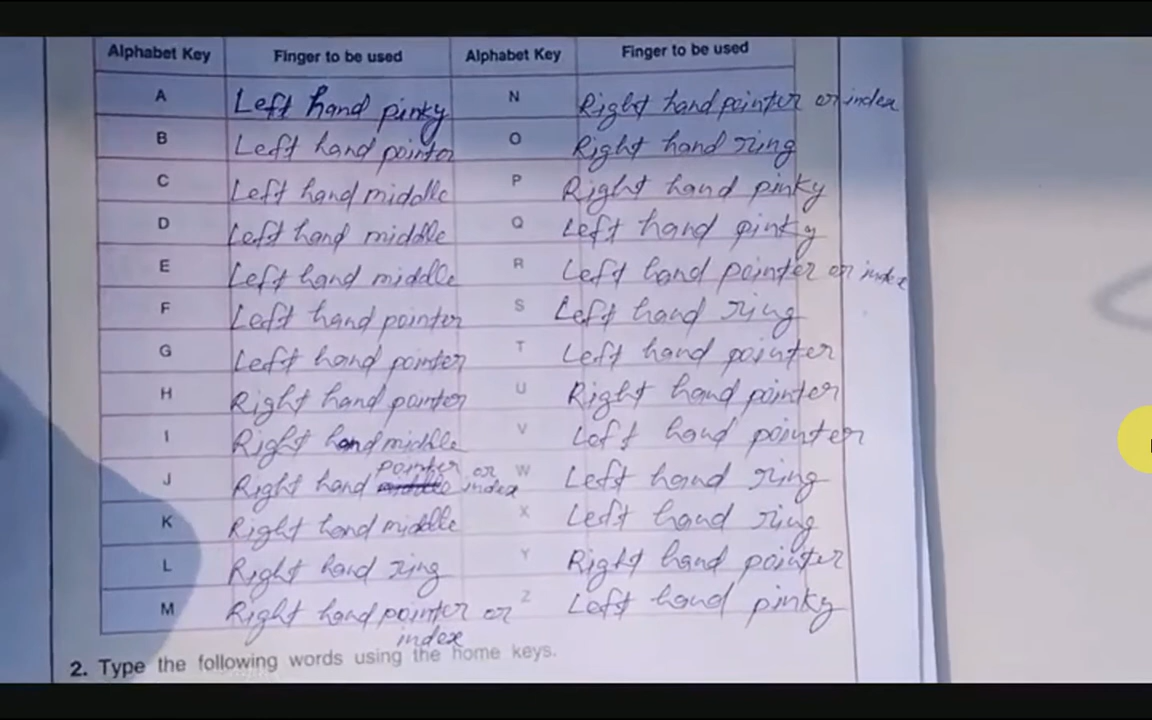 Alphabet Key Finger to be used Alphabet Key Finger to be used
A Left hand pinky N Right hand pointer or index
B Left hand pointer O Right hand ring
C Left hand middle P Right hand pinky
D Left hand middle Q Left hand pinky
E Left hand middle R Left hand pointer or index
F Left hand pointer S Left hand ring
G Left hand pointer T Left hand pointer
H Right hand pointer U Right hand pointer
I Right hand middle V Left hand pointer
J Right hand pointer or index W Left hand ring
K Right hand middle X Left hand ring
L Right hand ring Y Right hand pointer
M Right hand pointer or index Z Left hand pinky
2. Type the following words using the home keys.